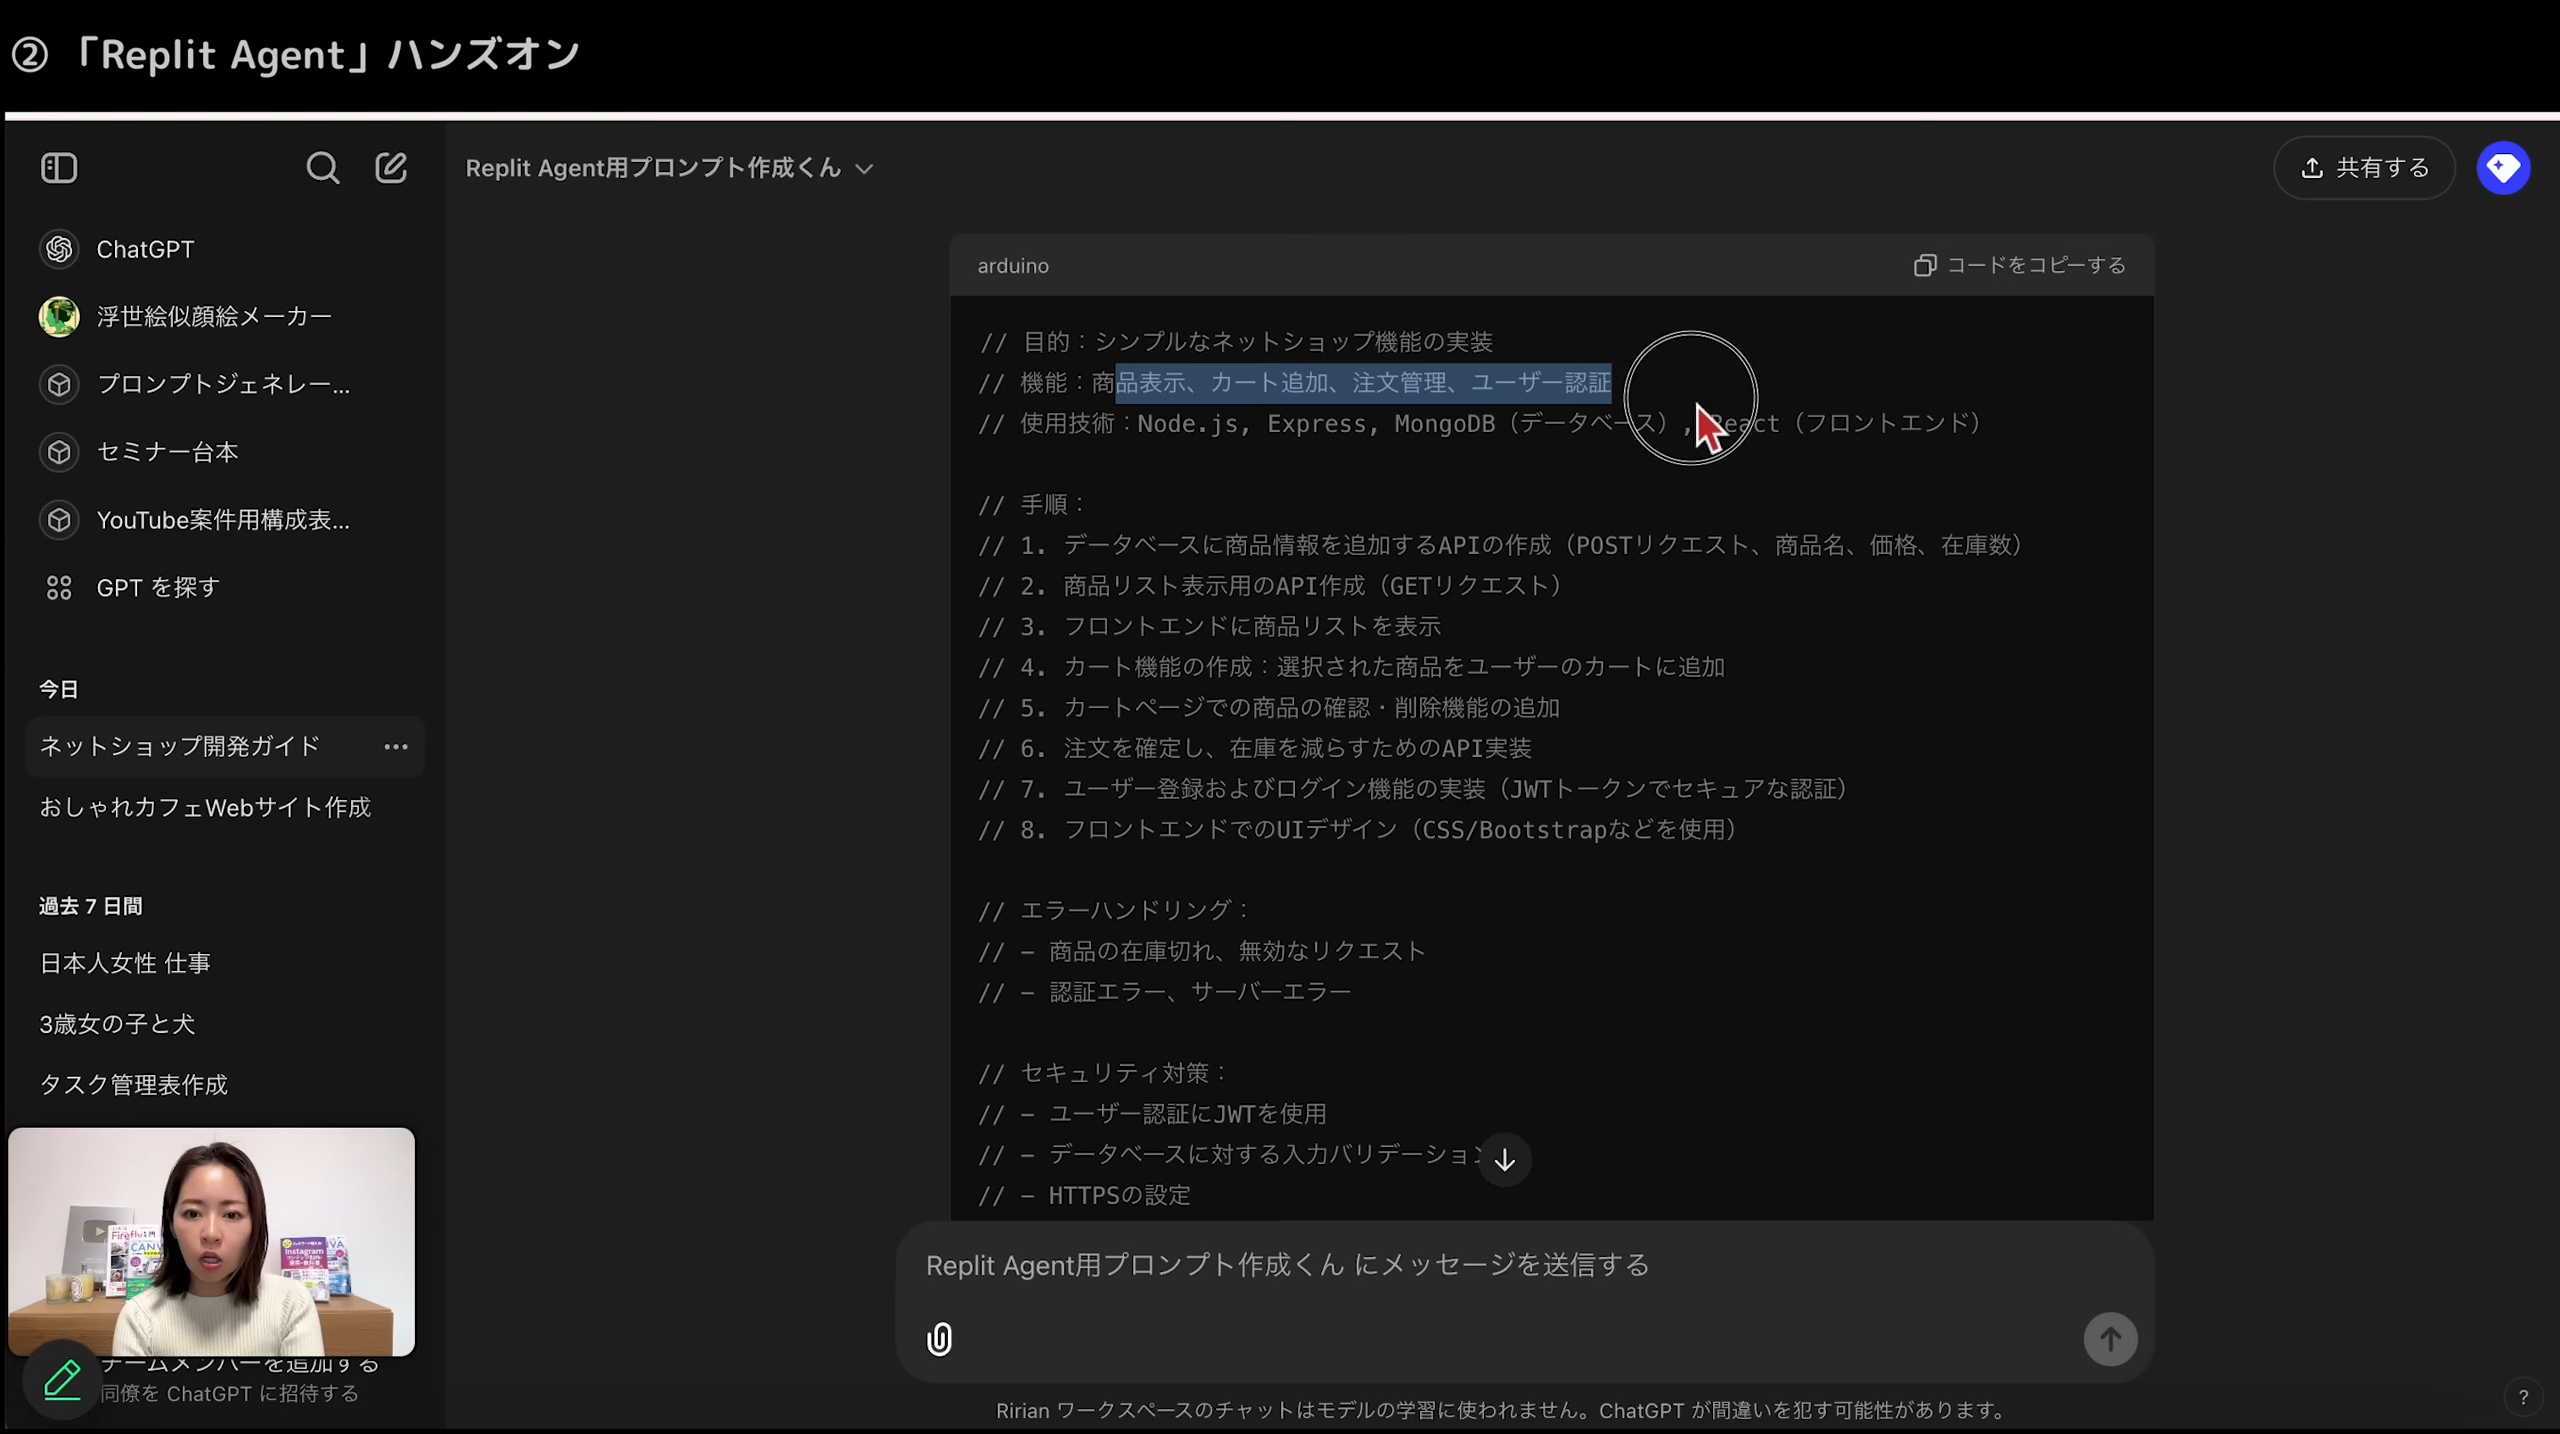 ② 「Replit Agent」ハンズオン
Replit Agent用プロンプト作成くん
共有する
ChatGPT
浮世絵似顔絵メーカー
プロンプトジェネレー...
セミナー台本
YouTube案件用構成表...
GPT を探す
今日
ネットショップ開発ガイド
おしゃれカフェWebサイト作成
過去 7 日間
日本人女性 仕事
3歳女の子と犬
タスク管理表作成
チームメンバーを追加する
同僚を ChatGPT に招待する
arduino
コードをコピーする
// 目的：シンプルなネットショップ機能の実装
// 機能：商品表示、カート追加、注文管理、ユーザー認証
// 使用技術：Node.js, Express, MongoDB（データベース）, React（フロントエンド）
// 手順：
// 1. データベースに商品情報を追加するAPIの作成（POSTリクエスト、商品名、価格、在庫数）
// 2. 商品リスト表示用のAPI作成（GETリクエスト）
// 3. フロントエンドに商品リストを表示
// 4. カート機能の作成：選択された商品をユーザーのカートに追加
// 5. カートページでの商品の確認・削除機能の追加
// 6. 注文を確定し、在庫を減らすためのAPI実装
// 7. ユーザー登録およびログイン機能の実装（JWTトークンでセキュアな認証）
// 8. フロントエンドでのUIデザイン（CSS/Bootstrapなどを使用）
// エラーハンドリング：
// - 商品の在庫切れ、無効なリクエスト
// - 認証エラー、サーバーエラー
// セキュリティ対策：
// - ユーザー認証にJWTを使用
// - データベースに対する入力バリデーション
// - HTTPSの設定
Replit Agent用プロンプト作成くん にメッセージを送信する
Ririan ワークスペースのチャットはモデルの学習に使われません。ChatGPT が間違いを犯す可能性があります。
?